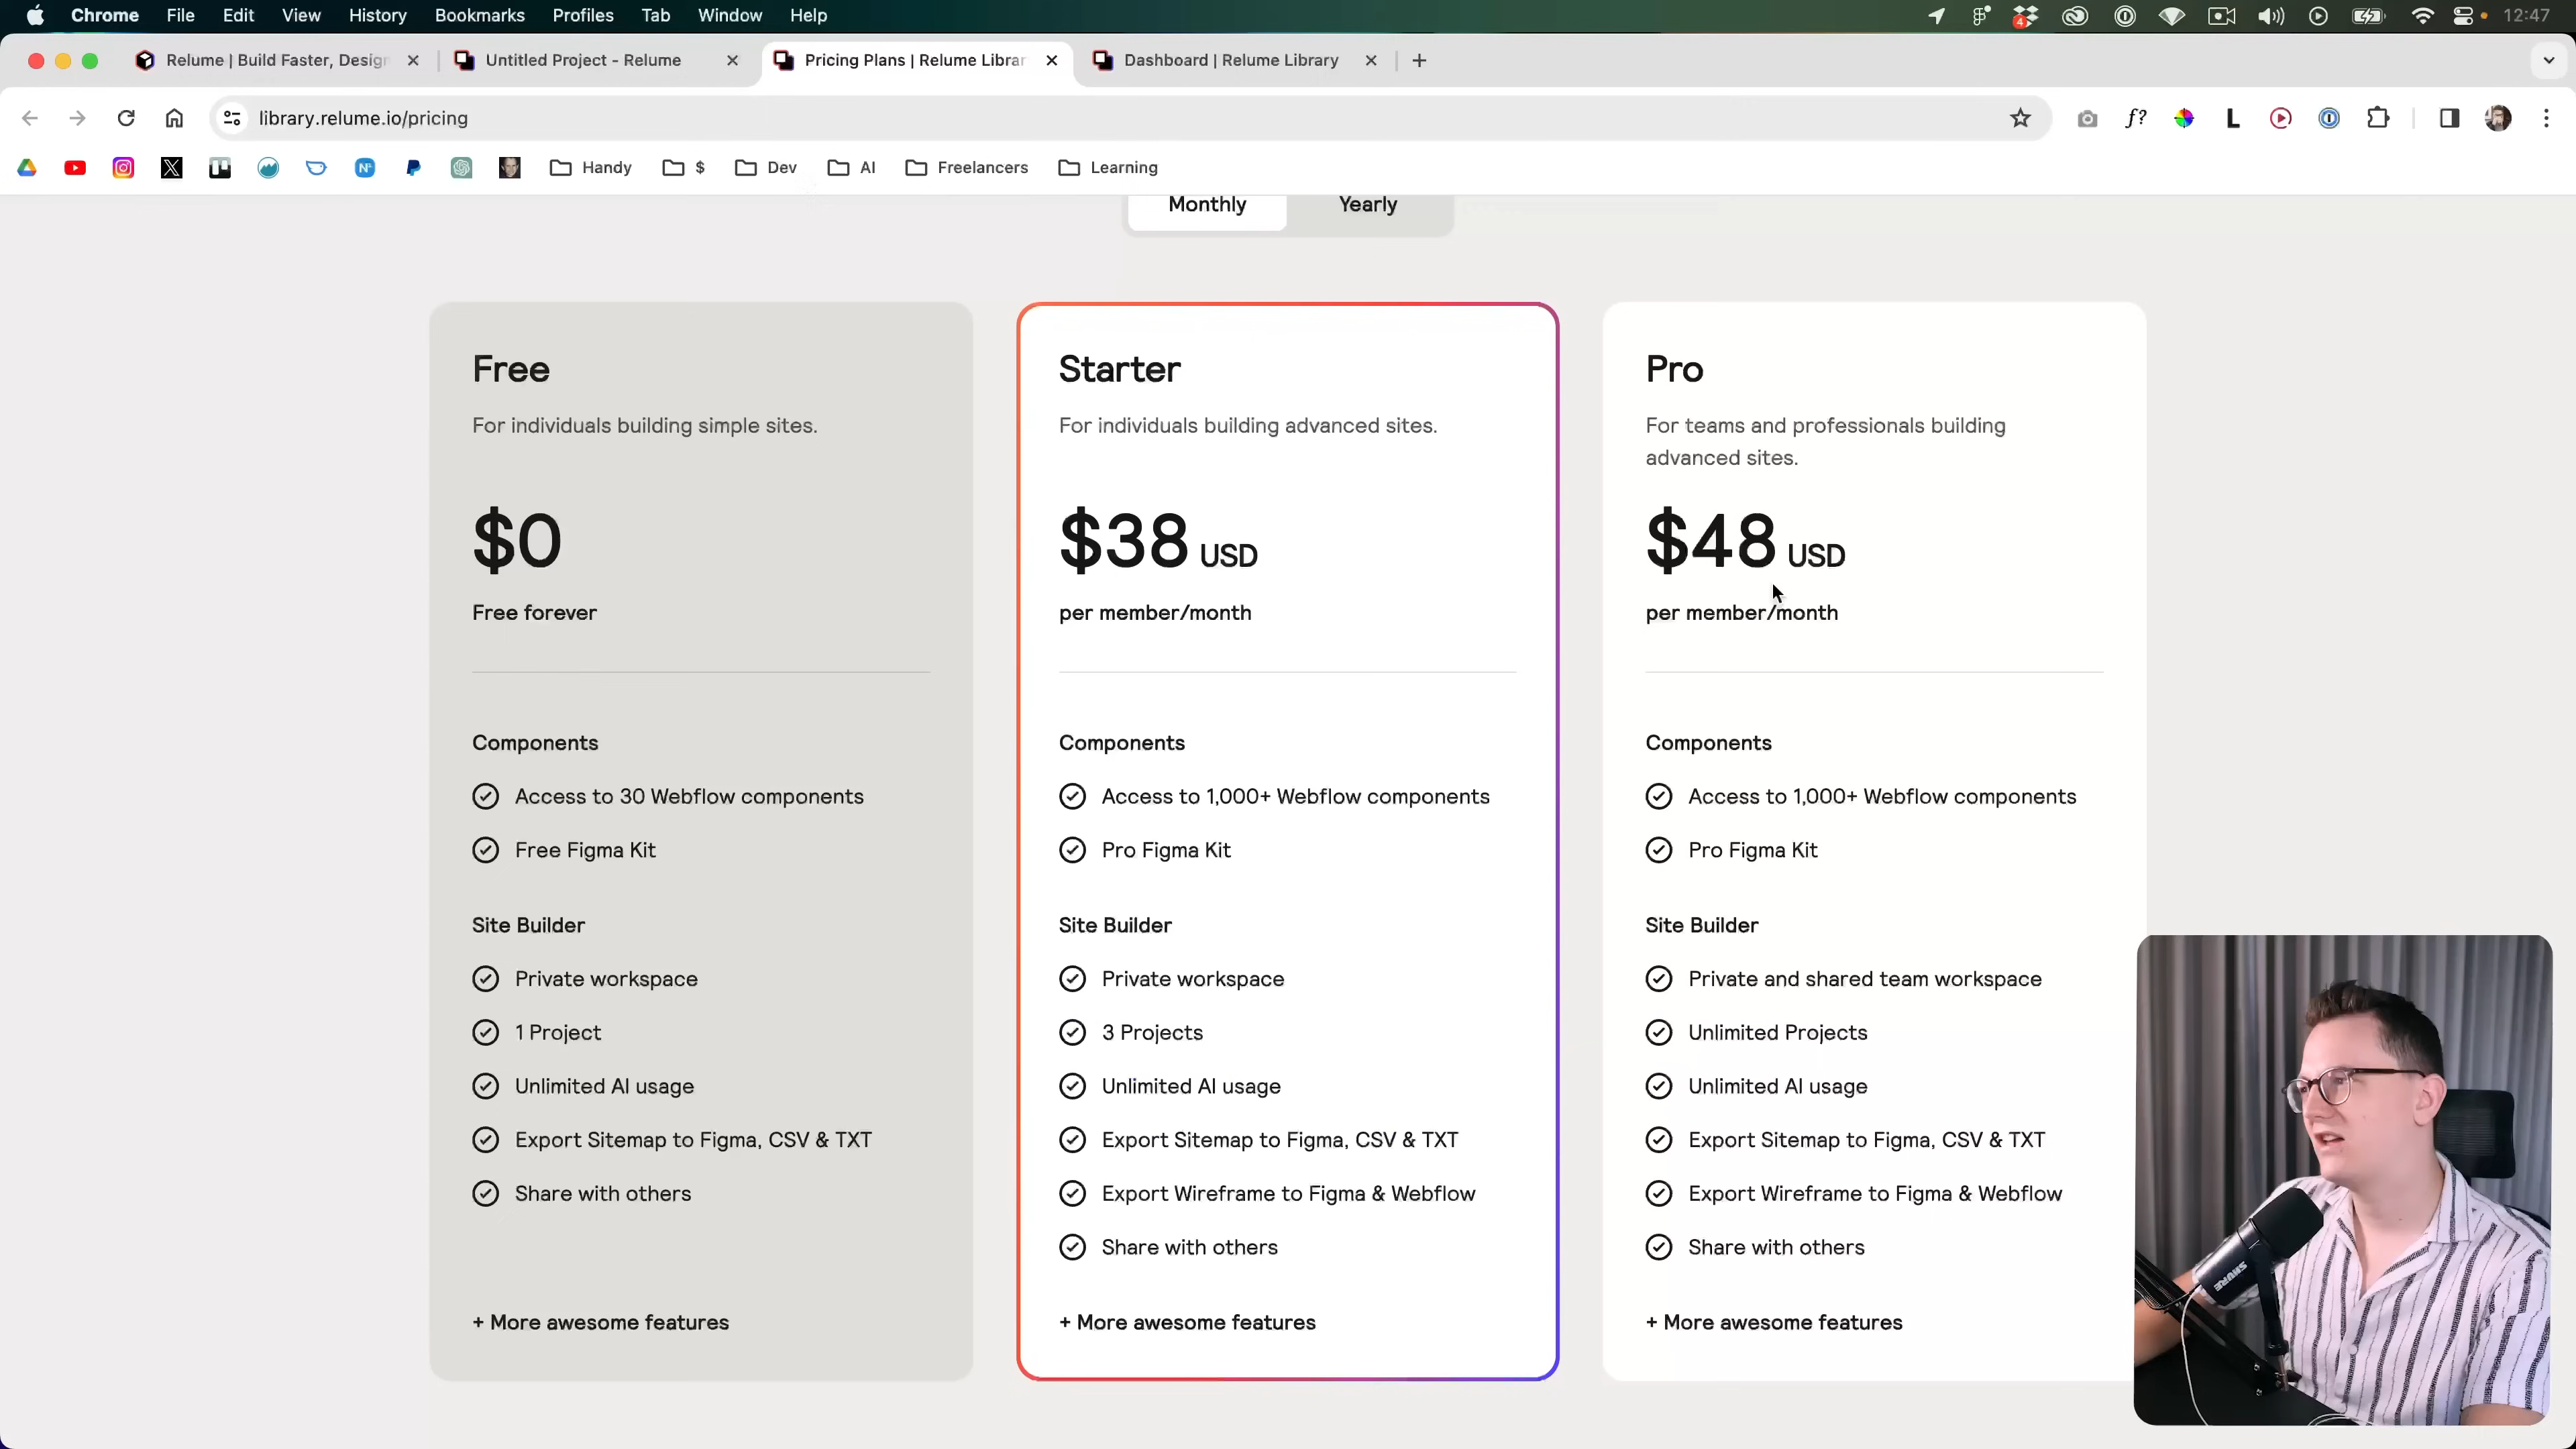 Chrome File Edit View History Bookmarks Profiles Tab Window Help 4 12:47
Relume | Build Faster, Design Untitled Project - Relume Pricing Plans | Relume Librar Dashboard | Relume Library
library.relume.io/pricing f? L
Handy $ Dev AI Freelancers Learning
Monthly Yearly
Free
For individuals building simple sites.
$0
Free forever
Components
Access to 30 Webflow components
Free Figma Kit
Site Builder
Private workspace
1 Project
Unlimited AI usage
Export Sitemap to Figma, CSV & TXT
Share with others
+ More awesome features
Starter
For individuals building advanced sites.
$38 USD
per member/month
Components
Access to 1,000+ Webflow components
Pro Figma Kit
Site Builder
Private workspace
3 Projects
Unlimited AI usage
Export Sitemap to Figma, CSV & TXT
Export Wireframe to Figma & Webflow
Share with others
+ More awesome features
Pro
For teams and professionals building
advanced sites.
$48 USD
per member/month
Components
Access to 1,000+ Webflow components
Pro Figma Kit
Site Builder
Private and shared team workspace
Unlimited Projects
Unlimited AI usage
Export Sitemap to Figma, CSV & TXT
Export Wireframe to Figma & Webflow
Share with others
+ More awesome features
SHURE